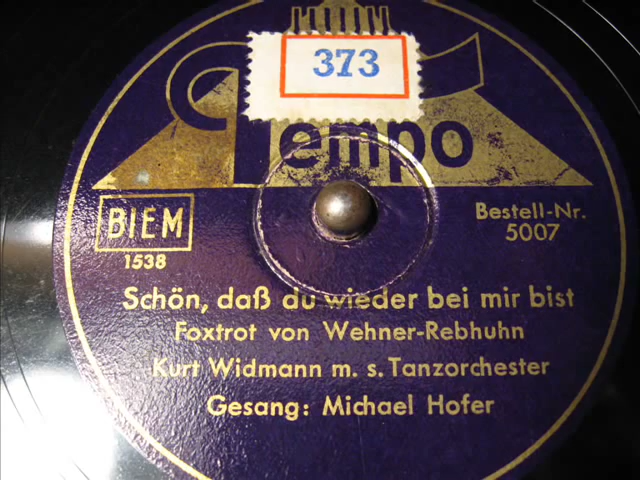 373
Tempo
BIEM
1538
Bestell-Nr.
5007
Schön, daß du wieder bei mir bist
Foxtrot von Wehner-Rebhuhn
Kurt Widmann m. s. Tanzorchester
Gesang: Michael Hofer